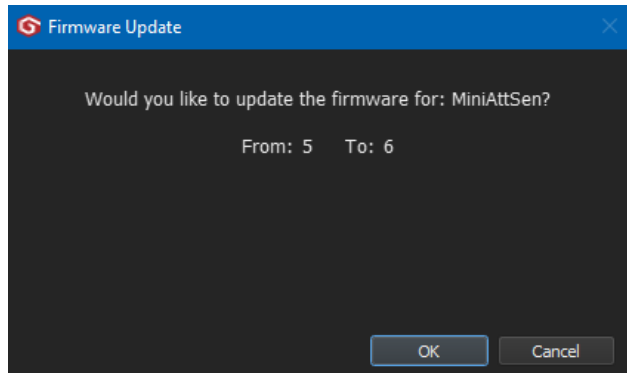 Firmware Update
Would you like to update the firmware for: MiniAttSen?
From: 5 To: 6
OK Cancel